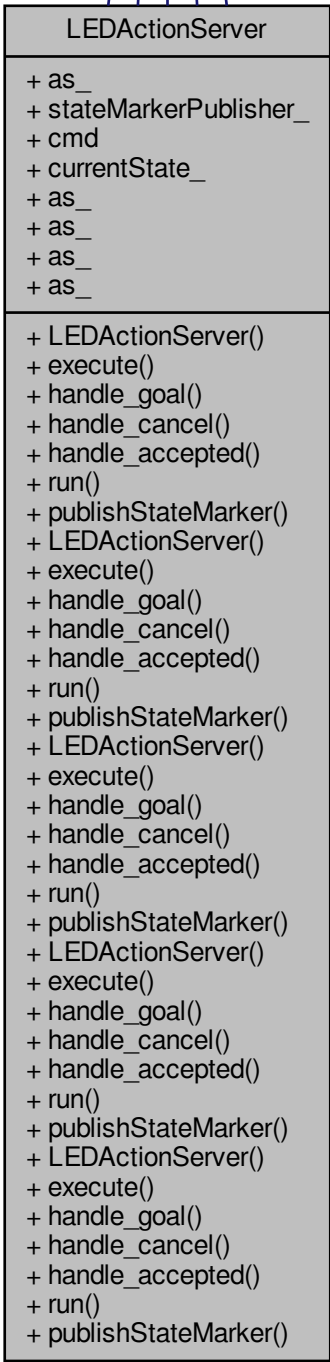 LEDActionServer
+ as_
+ stateMarkerPublisher_
+ cmd
+ currentState_
+ as_
+ as_
+ as_
+ as_
+ LEDActionServer()
+ execute()
+ handle_goal()
+ handle_cancel()
+ handle_accepted()
+ run()
+ publishStateMarker()
+ LEDActionServer()
+ execute()
+ handle_goal()
+ handle_cancel()
+ handle_accepted()
+ run()
+ publishStateMarker()
+ LEDActionServer()
+ execute()
+ handle_goal()
+ handle_cancel()
+ handle_accepted()
+ run()
+ publishStateMarker()
+ LEDActionServer()
+ execute()
+ handle_goal()
+ handle_cancel()
+ handle_accepted()
+ run()
+ publishStateMarker()
+ LEDActionServer()
+ execute()
+ handle_goal()
+ handle_cancel()
+ handle_accepted()
+ run()
+ publishStateMarker()